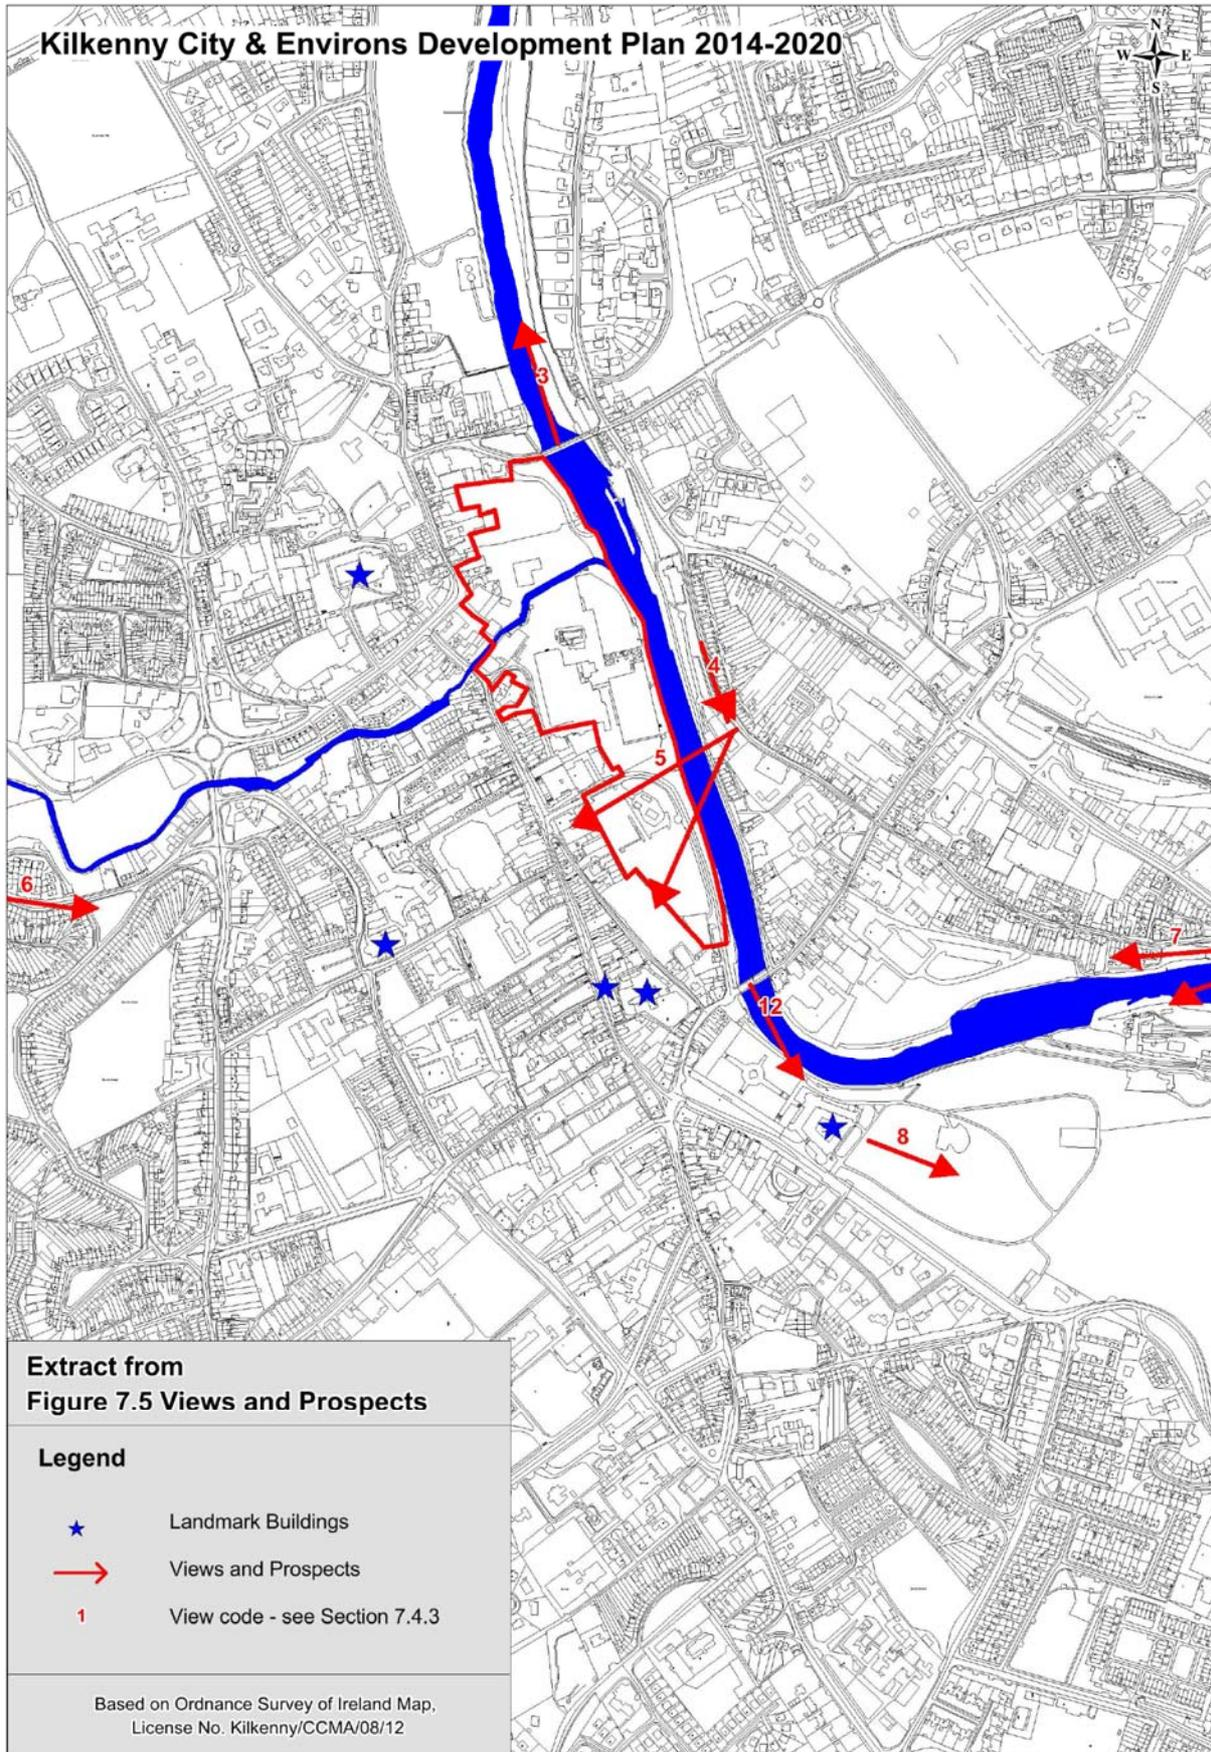 Kilkenny City & Environs Development Plan 2014-2020
N
W E
S
3
4
5
6
7
12
8
Extract from
Figure 7.5 Views and Prospects
Legend
Landmark Buildings
Views and Prospects
1 View code - see Section 7.4.3
Based on Ordnance Survey of Ireland Map,
License No. Kilkenny/CCMA/08/12